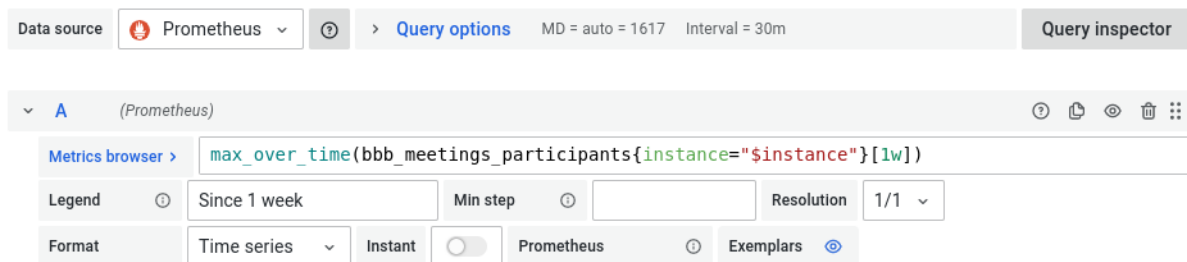 Data source Prometheus Query options MD = auto = 1617 Interval = 30m Query inspector
A (Prometheus)
Metrics browser > max_over_time(bbb_meetings_participants{instance="$instance"}[1w])
Legend Since 1 week Min step Resolution 1/1
Format Time series Instant Prometheus Exemplars